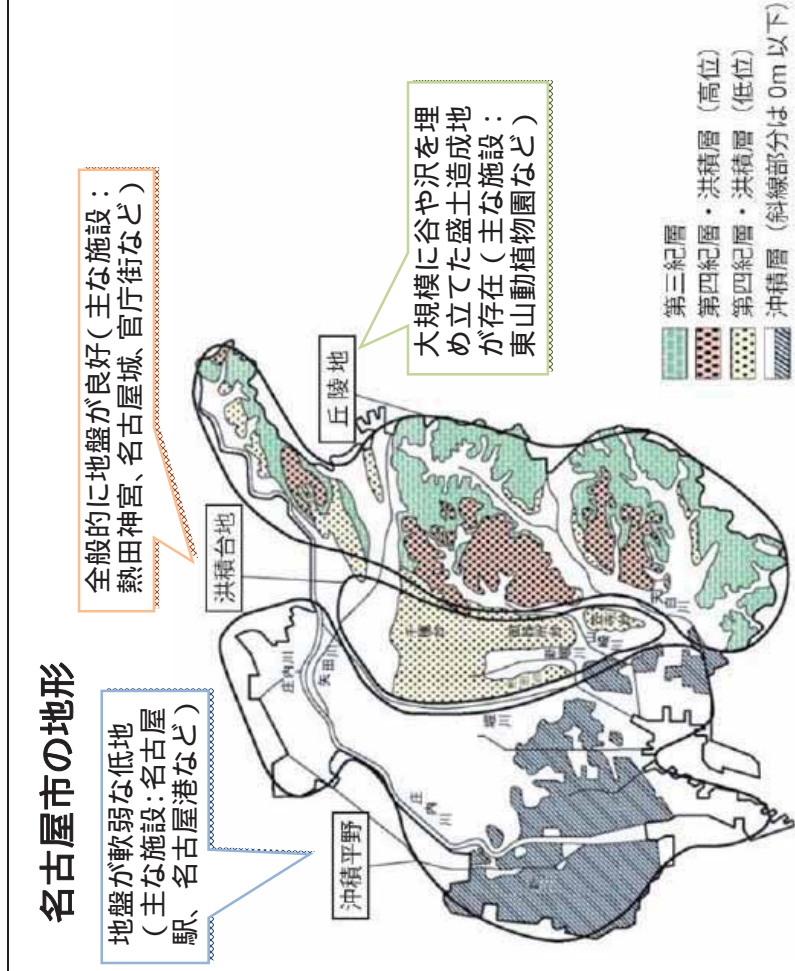 名古屋市の地形
地盤が軟弱な低地
(主な施設:名古屋
駅、名古屋港など)
全般的に地盤が良好(主な施設:
熱田神宮、名古屋城、官庁街など)
大規模に谷や沢を埋
め立てた盛土造成地
が存在(主な施設:
東山動植物園など)
沖積平野
洪積台地
丘陵地
庄内川
矢田川
庄内川
堀川
千種台
新堀川
山崎川
天白川
第三紀層
第四紀層・洪積層 (高位)
第四紀層・洪積層 (低位)
沖積層 (斜線部分は 0m 以下)